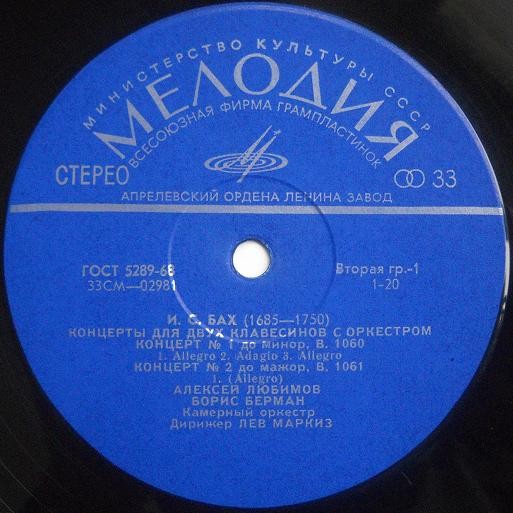 МИНИСТЕРСТВО КУЛЬТУРЫ СССР
МЕЛОДИЯ
ВСЕСОЮЗНАЯ ФИРМА ГРАМПЛАСТИНОК
СТЕРЕО
33
АПРЕЛЕВСКИЙ ОРДЕНА ЛЕНИНА ЗАВОД
ГОСТ 5289-68
Вторая гр.-1
33СМ—02981
1-20
И. С. БАХ (1685—1750)
КОНЦЕРТЫ ДЛЯ ДВУХ КЛАВЕСИНОВ С ОРКЕСТРОМ
КОНЦЕРТ № 1 до минор, В. 1060
1. Allegro 2. Adagio 3. Allegro
КОНЦЕРТ № 2 до мажор, В. 1061
1. (Allegro)
АЛЕКСЕЙ ЛЮБИМОВ
БОРИС БЕРМАН
Камерный оркестр
Дирижер ЛЕВ МАРКИЗ